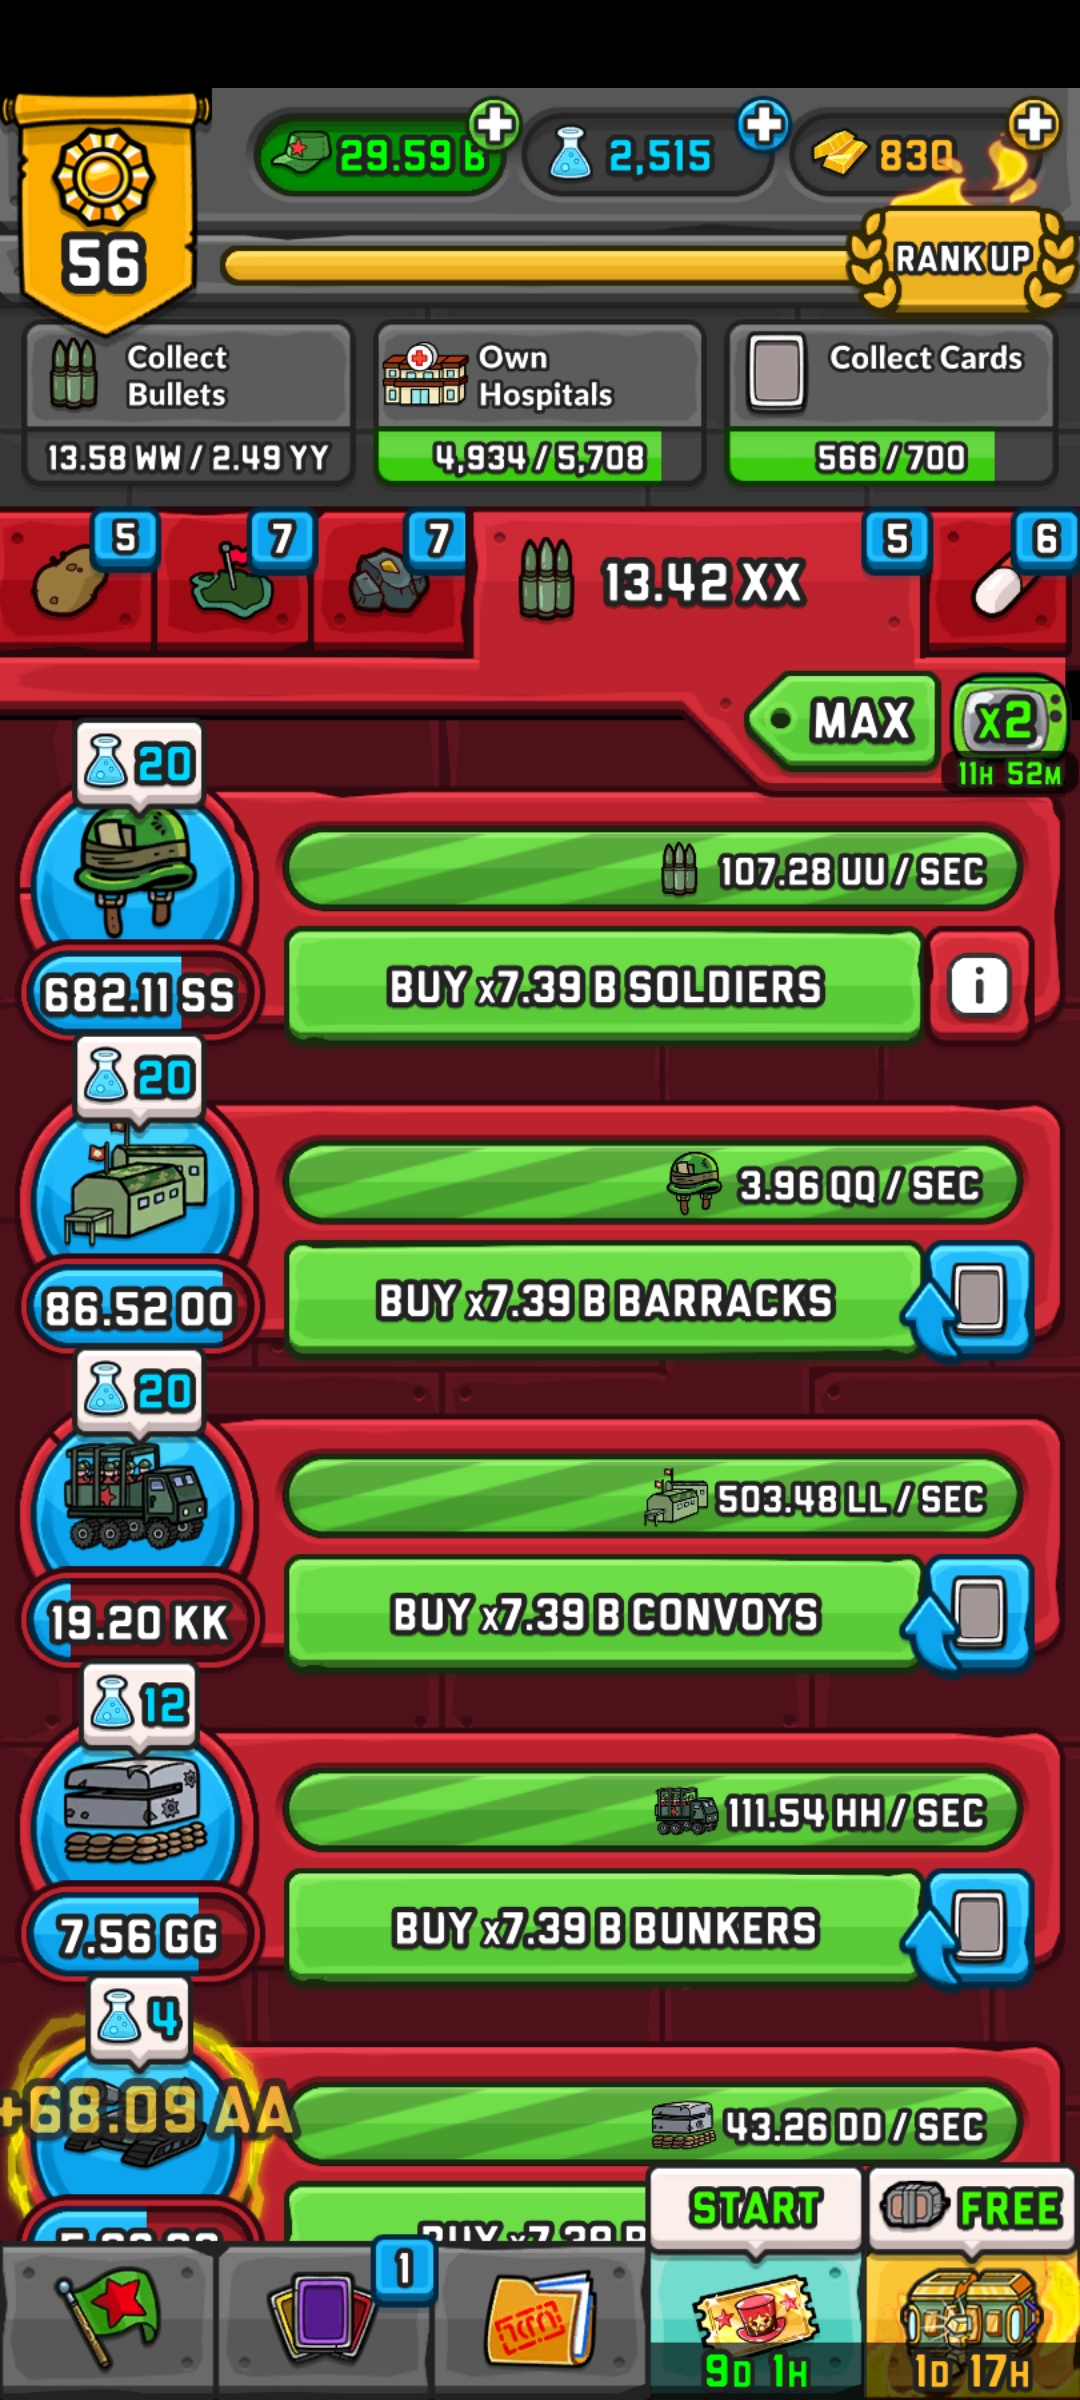 56
29.59 B
2,515
830
RANK UP
Collect
Bullets
13.58 WW / 2.49 YY
Own
Hospitals
4,934 / 5,708
Collect Cards
566 / 700
5
7
7
13.42 XX
5
6
MAX
x2
11H 52M
20
107.28 UU / SEC
682.11 SS
BUY x7.39 B SOLDIERS
i
20
3.96 QQ / SEC
86.52 OO
BUY x7.39 B BARRACKS
20
503.48 LL / SEC
19.20 KK
BUY x7.39 B CONVOYS
12
111.54 HH / SEC
7.56 GG
BUY x7.39 B BUNKERS
4
+68.09 AA
43.26 DD / SEC
BUY x7.39 B
START
FREE
1
9D 1H
1D 17H